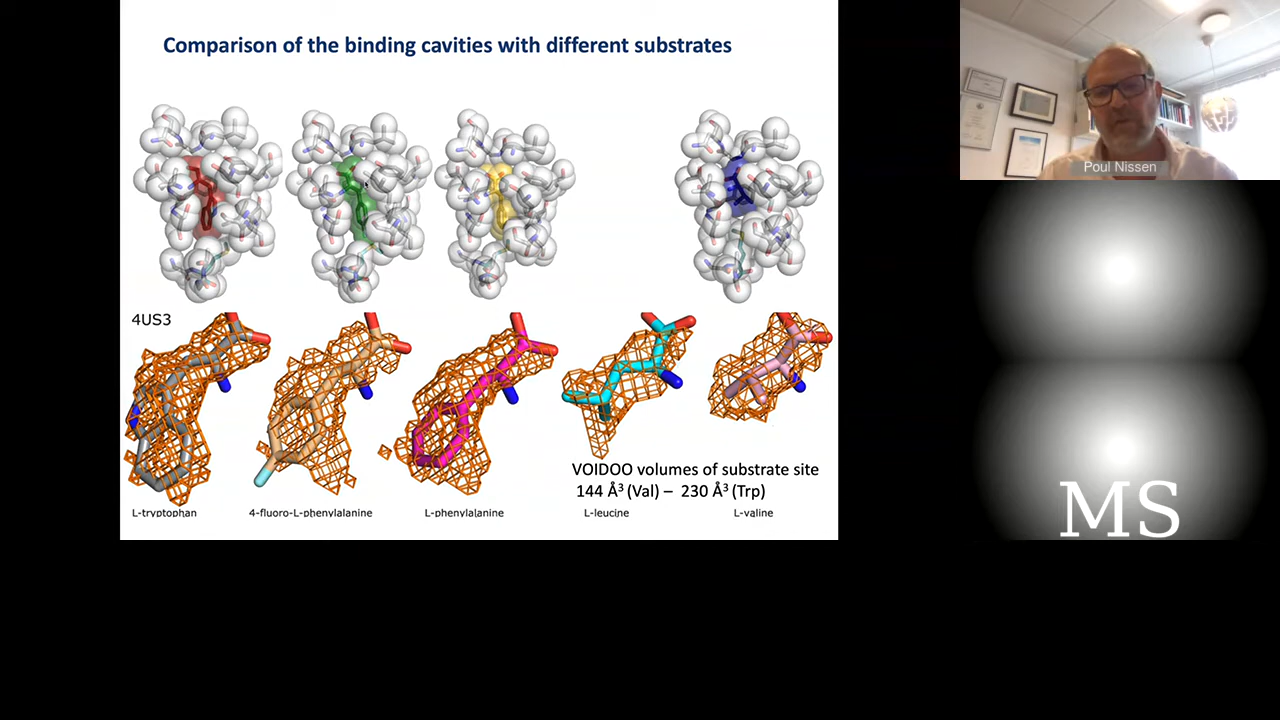 Comparison of the binding cavities with different substrates
Poul Nissen
4US3
VOIDOO volumes of substrate site
144 Å³ (Val) – 230 Å³ (Trp)
L-tryptophan
4-fluoro-L-phenylalanine
L-phenylalanine
L-leucine
L-valine
MS